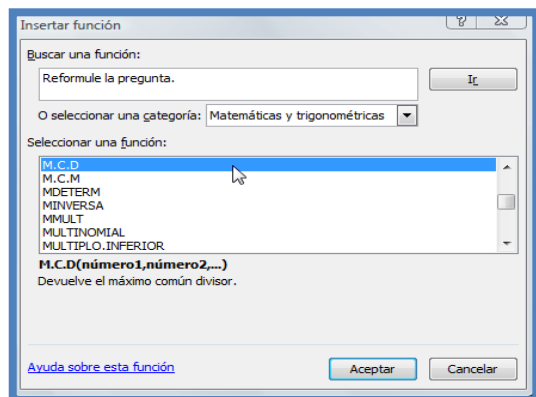 Insertar función
Buscar una función:
Reformule la pregunta.
Ir
O seleccionar una categoría: Matemáticas y trigonométricas
Seleccionar una función:
M.C.D
M.C.M
MDETERM
MINVERSA
MMULT
MULTINOMIAL
MULTIPLO.INFERIOR
M.C.D(número1,número2,...)
Devuelve el máximo común divisor.
Ayuda sobre esta función
Aceptar
Cancelar